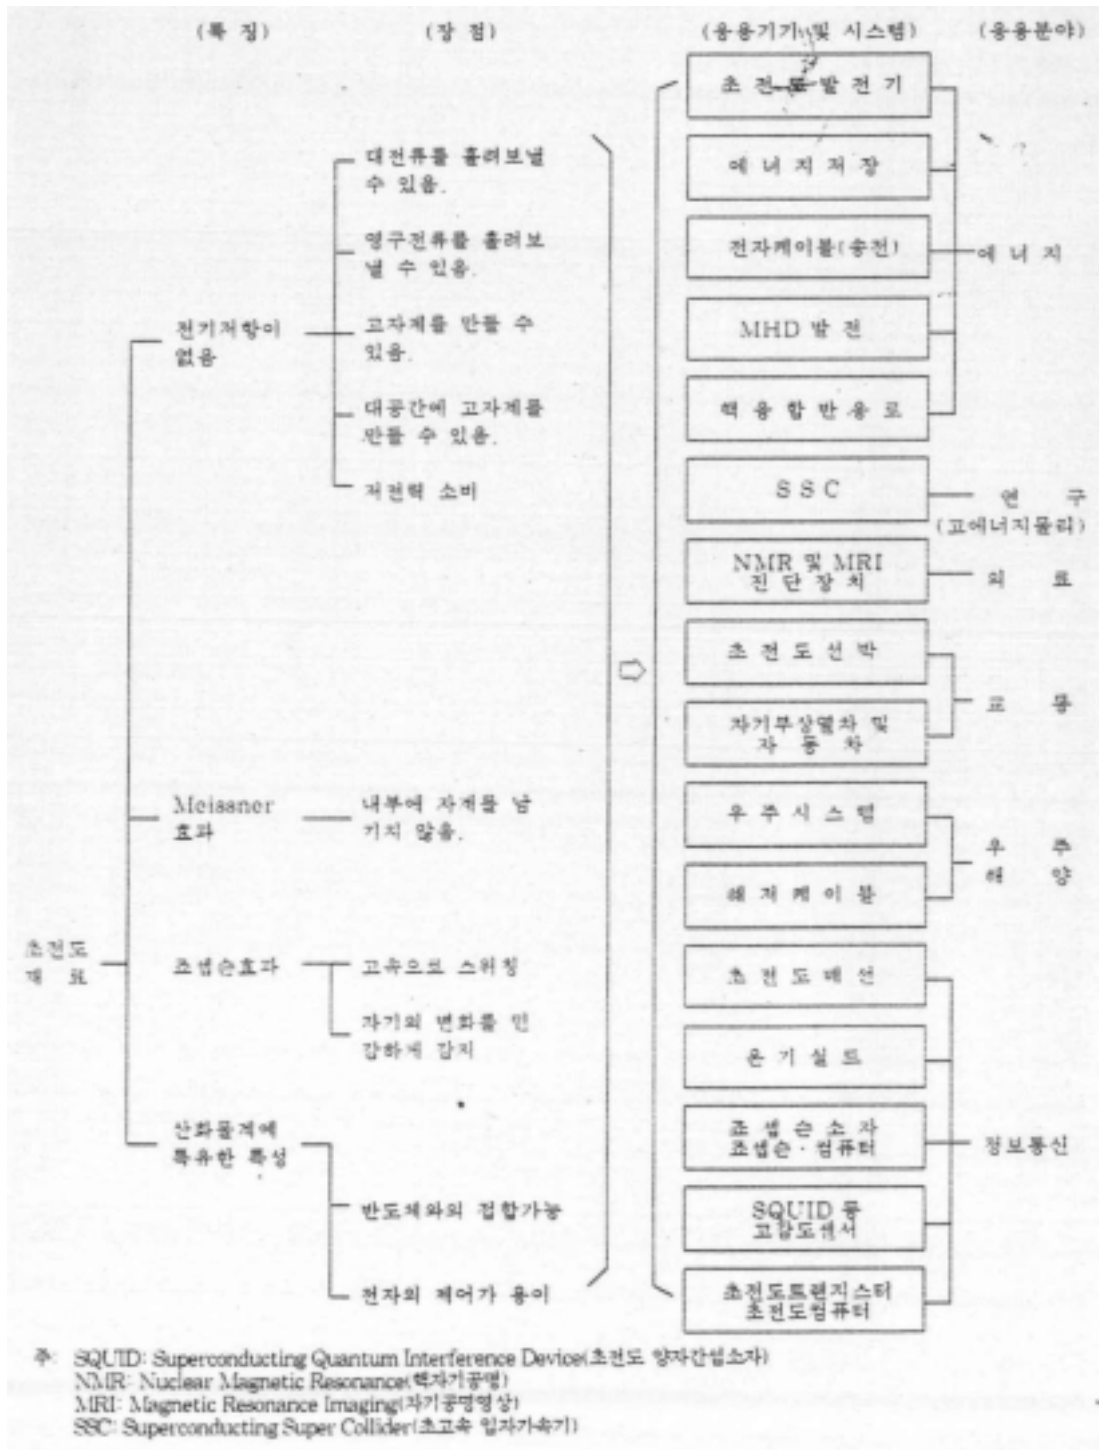 (특 징) (장 점) (응용기기 및 시스템) (응용분야)
초전도
재 료
전기저항이
없음
대전류를 흘려보낼
수 있음.
영구전류를 흘려보
낼 수 있음.
고자계를 만들 수
있음.
대공간에 고자계를
만들 수 있음.
저전력 소비
Meissner
효과
내부에 자계를 남
기지 않음.
죠셉슨효과
고속으로 스위칭
자기의 변화를 민
감하게 감지
산화물계에
특유한 특성
반도체와의 접합가능
전자의 제어가 용이
초 전 도 발 전 기
에 너 지 저 장
전자케이블(송전)
MHD 발 전
핵 융 합 반 응 로
에 너 지
S S C
연 구
(고에너지물리)
NMR 및 MRI
진 단 장 치
의 료
초 전 도 선 박
자기부상열차 및
자 동 차
교 통
우 주 시 스 템
해 저 케 이 블
우 주
해 양
초 전 도 배 선
온 기 실 드
죠 셉 슨 소 자
죠셉슨 · 컴퓨터
SQUID 등
고감도센서
초전도트랜지스터
초전도컴퓨터
정보통신
주: SQUID: Superconducting Quantum Interference Device(초전도 양자간섭소자)
NMR: Nuclear Magnetic Resonance(핵자기공명)
MRI: Magnetic Resonance Imaging(자기공명영상)
SSC: Superconducting Super Collider(초고속 입자가속기)